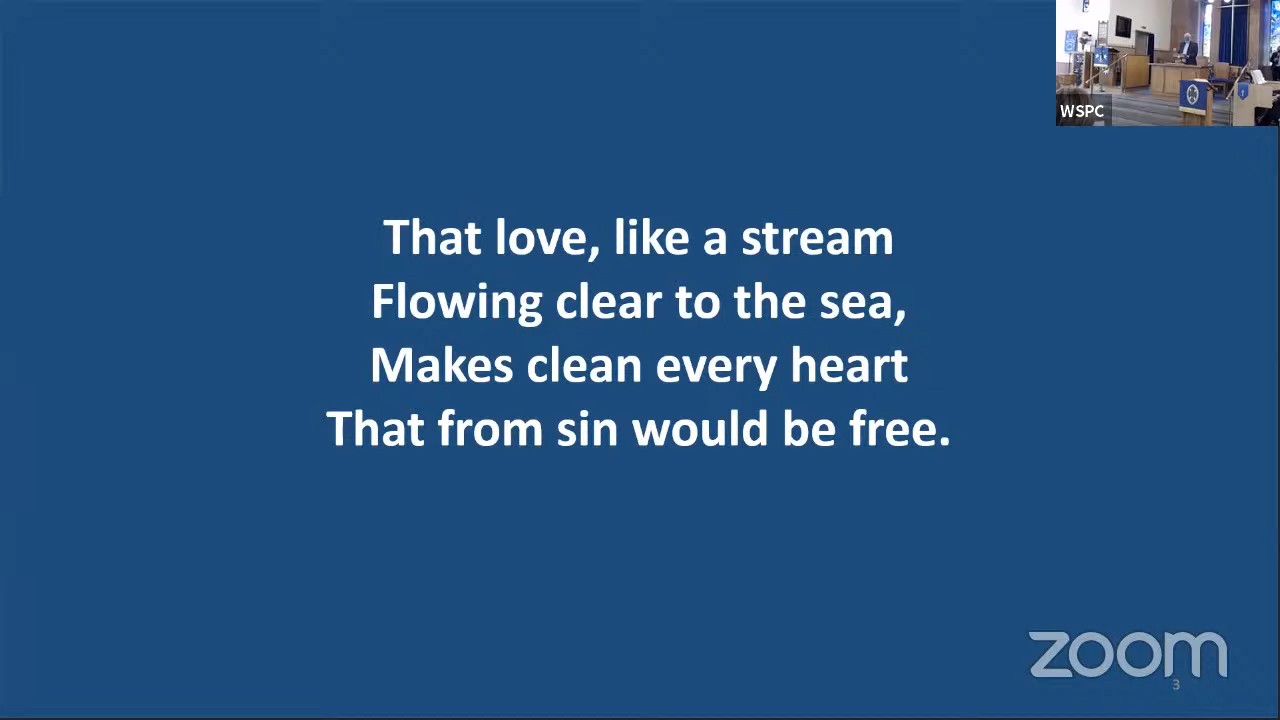 WSPC
That love, like a stream
Flowing clear to the sea,
Makes clean every heart
That from sin would be free.
zoom
3